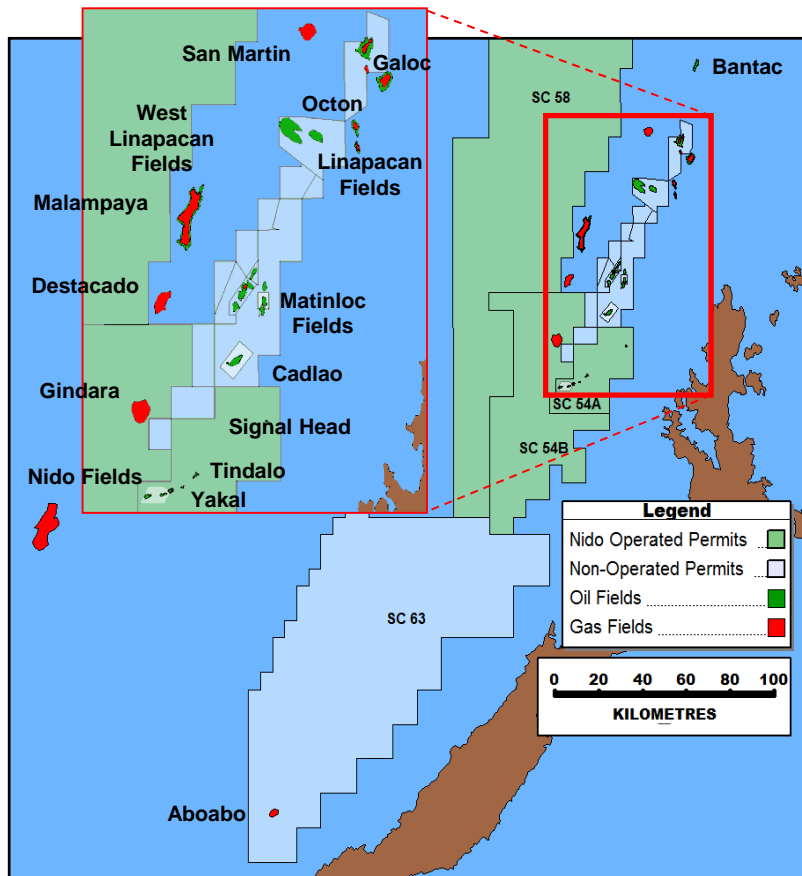 San Martin
Galoc
Bantac
SC 58
Octon
West
Linapacan
Fields
Linapacan
Fields
Malampaya
Destacado
Matinloc
Fields
Cadlao
Gindara
SC 54A
Signal Head
SC 54B
Nido Fields
Tindalo
Yakal
Legend
Nido Operated Permits ....
Non-Operated Permits ....
Oil Fields ........................
Gas Fields .......................
SC 63
0 20 40 60 80 100
KILOMETRES
Aboabo